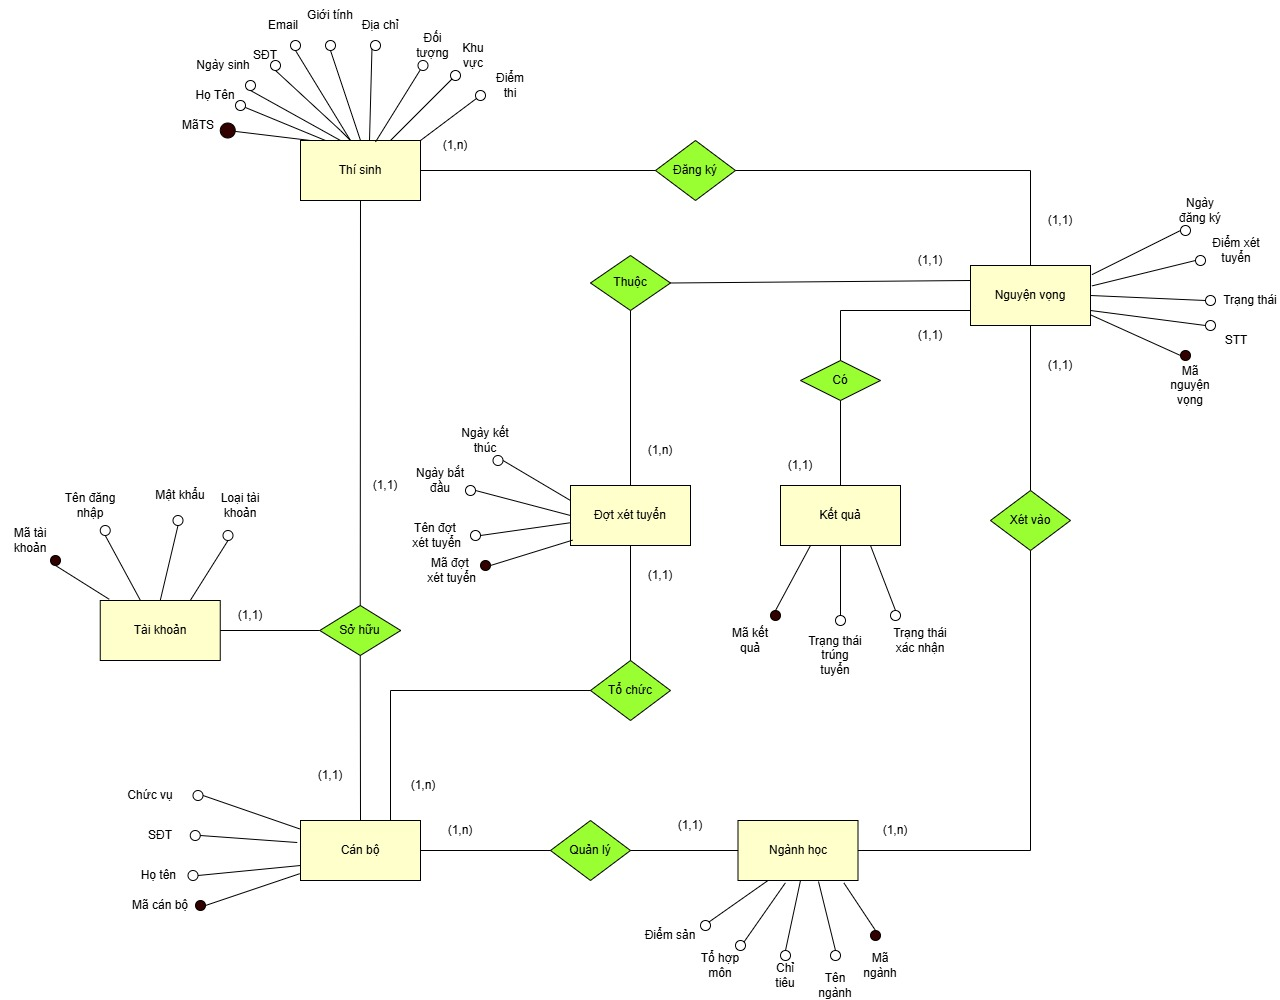 Giới tính
Email
Địa chỉ
Đối
tượng
Khu
vực
SĐT
Ngày sinh
Điểm
thi
Họ Tên
MãTS
(1,n)
Thí sinh
Đăng ký
Ngày
đăng ký
(1,1)
Điểm xét
tuyển
(1,1)
Thuộc
Nguyện vọng
Trạng thái
(1,1)
STT
(1,1)
Mã
nguyện
vọng
Có
Ngày kết
thúc
(1,n)
(1,1)
Ngày bắt
đầu
(1,1)
Mật khẩu
Tên đăng
nhập
Loại tài
khoản
Đợt xét tuyển
Kết quả
Xét vào
Tên đợt
xét tuyển
Mã tài
khoản
Mã đợt
xét tuyển
(1,1)
(1,1)
Tài khoản
Sở hữu
Mã kết
quả
Trạng thái
trúng
tuyển
Trạng thái
xác nhận
Tổ chức
(1,1)
(1,n)
Chức vụ
SĐT
(1,n)
(1,1)
(1,n)
Cán bộ
Quản lý
Ngành học
Họ tên
Mã cán bộ
Điểm sản
Tổ hợp
môn
Chỉ
tiêu
Tên
ngành
Mã
ngành